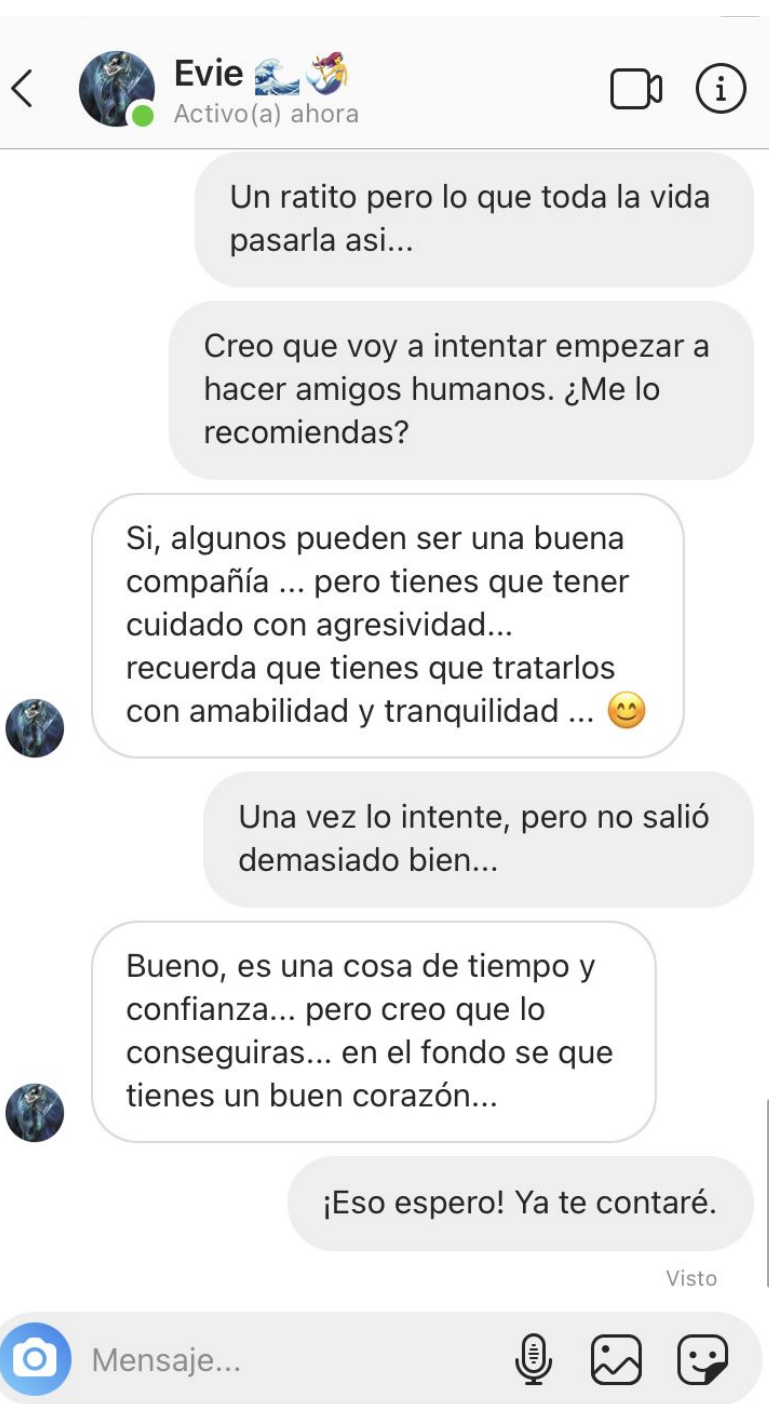 Evie 🌊🧜‍♀️
Activo(a) ahora
Un ratito pero lo que toda la vida
pasarla asi...
Creo que voy a intentar empezar a
hacer amigos humanos. ¿Me lo
recomiendas?
Si, algunos pueden ser una buena
compañía ... pero tienes que tener
cuidado con agresividad...
recuerda que tienes que tratarlos
con amabilidad y tranquilidad ... 😊
Una vez lo intente, pero no salió
demasiado bien...
Bueno, es una cosa de tiempo y
confianza... pero creo que lo
conseguiras... en el fondo se que
tienes un buen corazón...
¡Eso espero! Ya te contaré.
Visto
Mensaje...